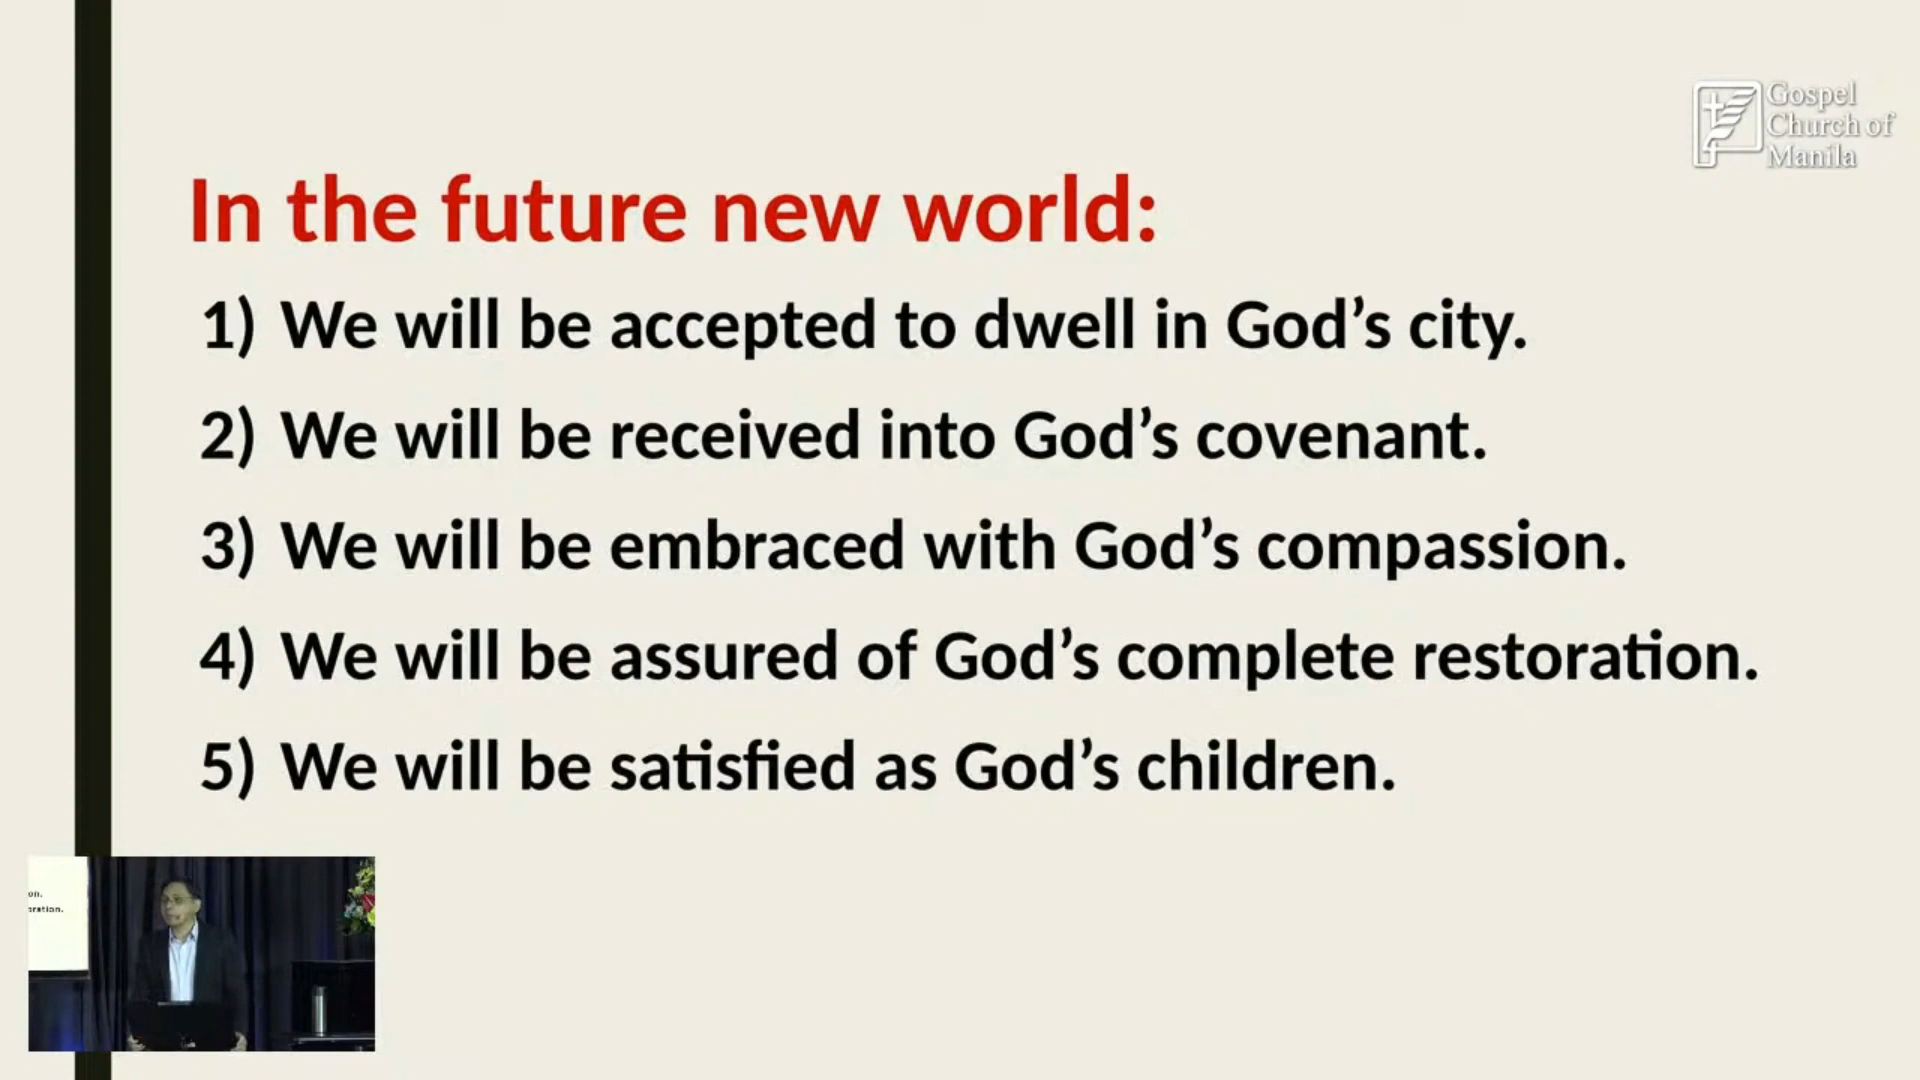 Gospel
Church of
Manila
In the future new world:
1) We will be accepted to dwell in God’s city.
2) We will be received into God’s covenant.
3) We will be embraced with God’s compassion.
4) We will be assured of God’s complete restoration.
5) We will be satisfied as God’s children.
on.
oration.